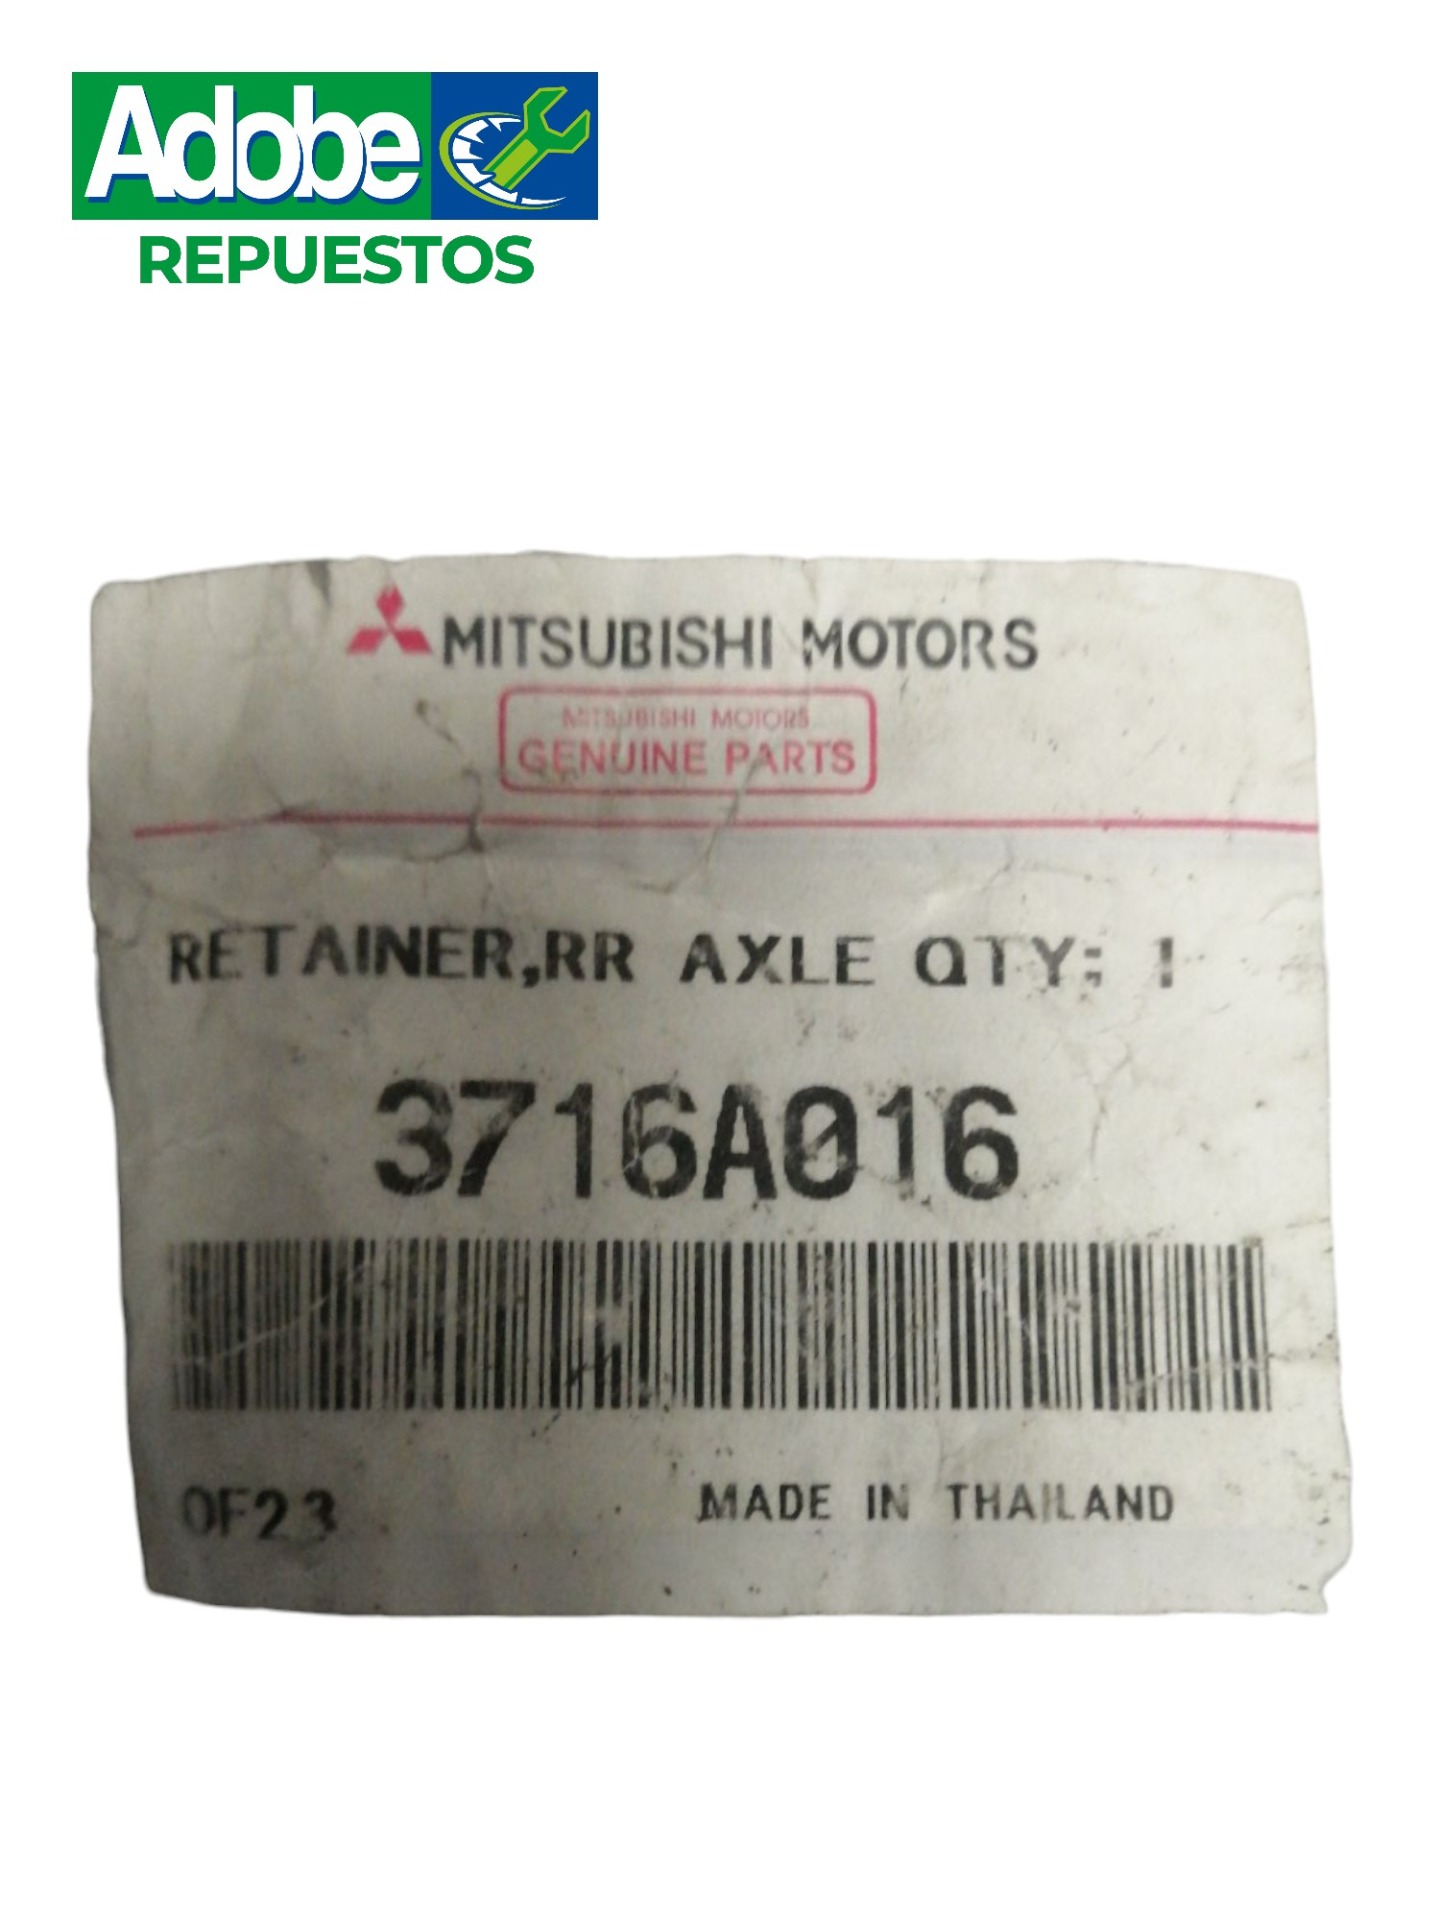 Adobe
REPUESTOS
MITSUBISHI MOTORS
MITSUBISHI MOTORS
GENUINE PARTS
RETAINER,RR AXLE QTY: 1
3716A016
0F23 MADE IN THAILAND